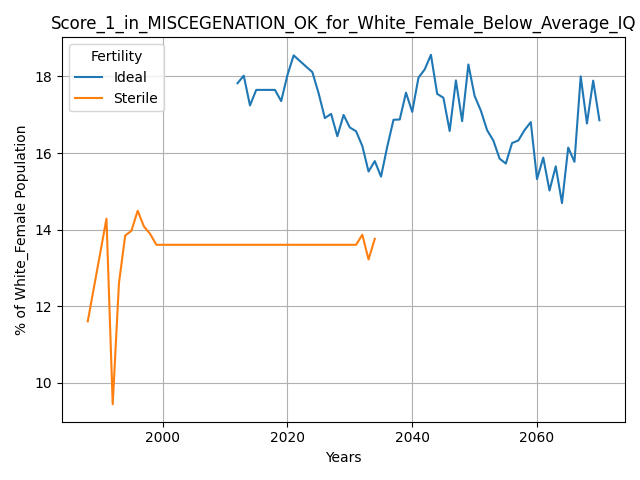 Score_1_in_MISCEGENATION_OK_for_White_Female_Below_Average_IQ
Fertility
Ideal
Sterile
% of White_Female Population
18
16
14
12
10
2000 2020 2040 2060
Years